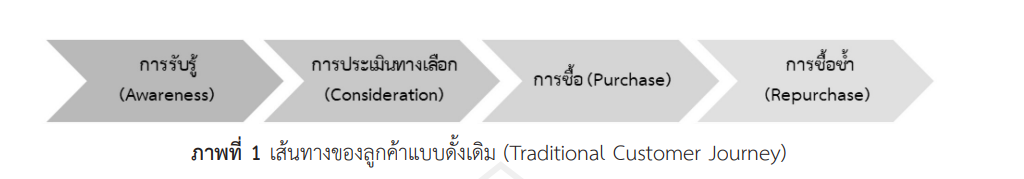 การรับรู้
(Awareness)
การประเมินทางเลือก
(Consideration)
การซื้อ (Purchase)
การซื้อซ้ำ
(Repurchase)
ภาพที่ 1 เส้นทางของลูกค้าแบบดั้งเดิม (Traditional Customer Journey)